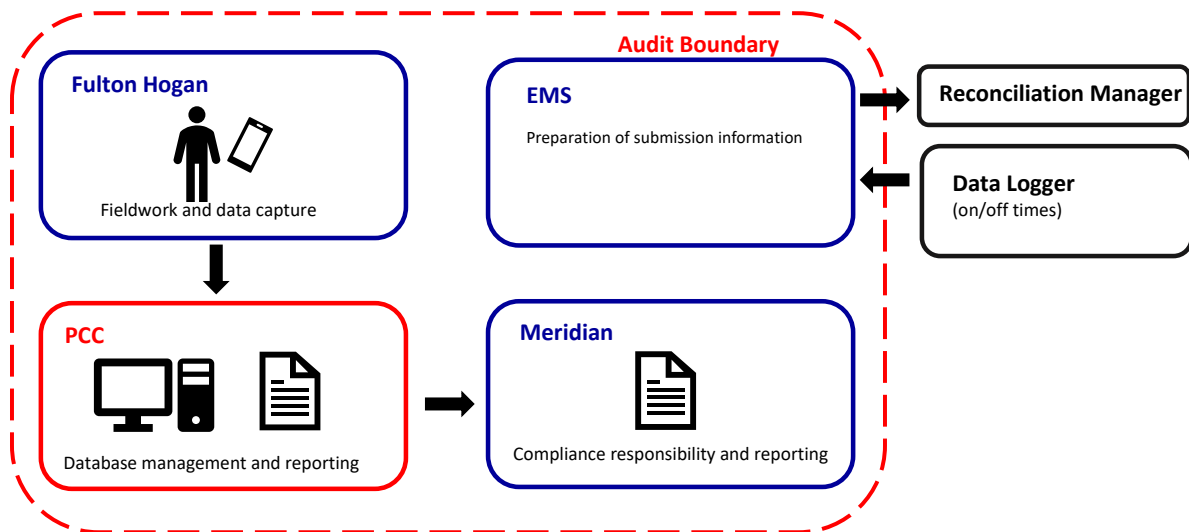 Audit Boundary
Fulton Hogan
Fieldwork and data capture
EMS
Preparation of submission information
Reconciliation Manager
Data Logger
(on/off times)
PCC
Database management and reporting
Meridian
Compliance responsibility and reporting